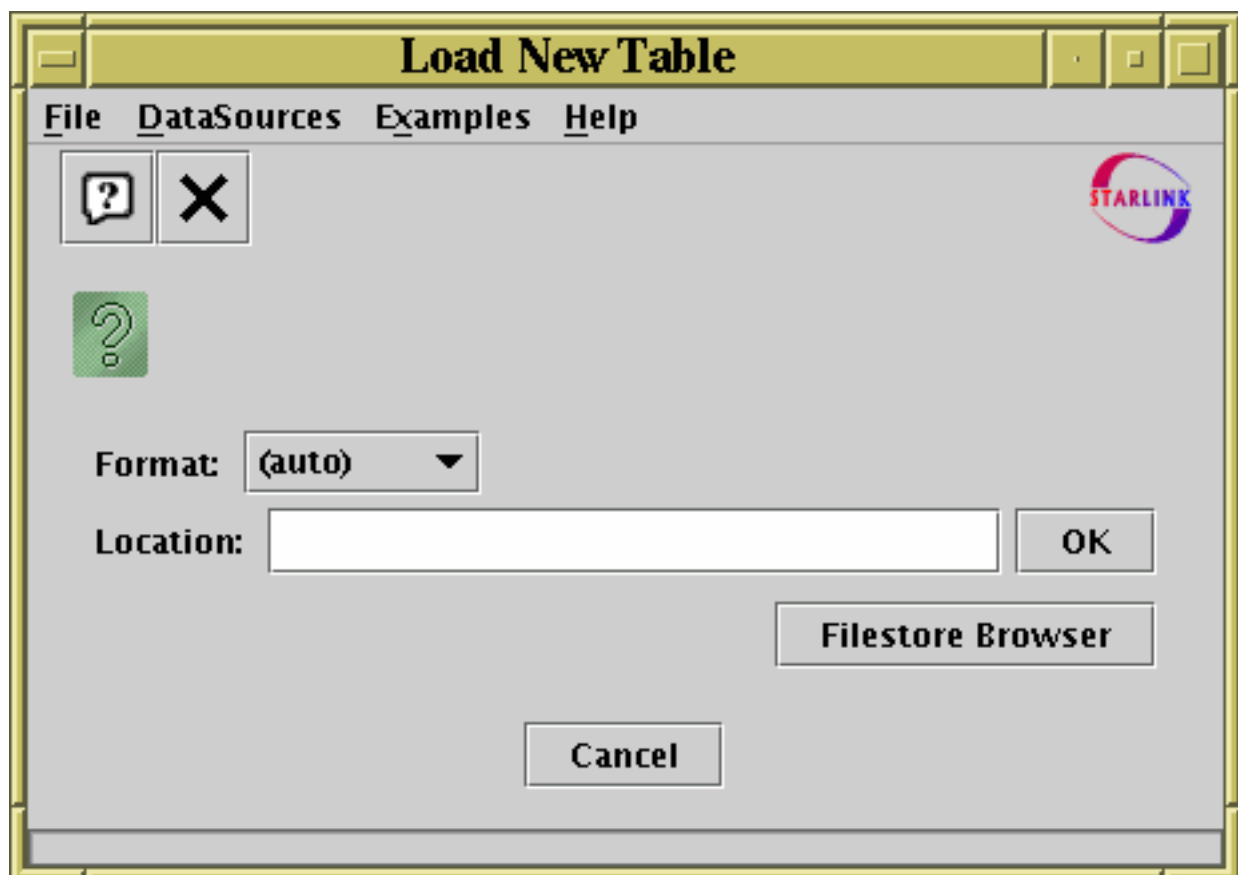 Load New Table
File DataSources Examples Help
?
STARLINK
?
Format: (auto)
Location: OK
Filestore Browser
Cancel